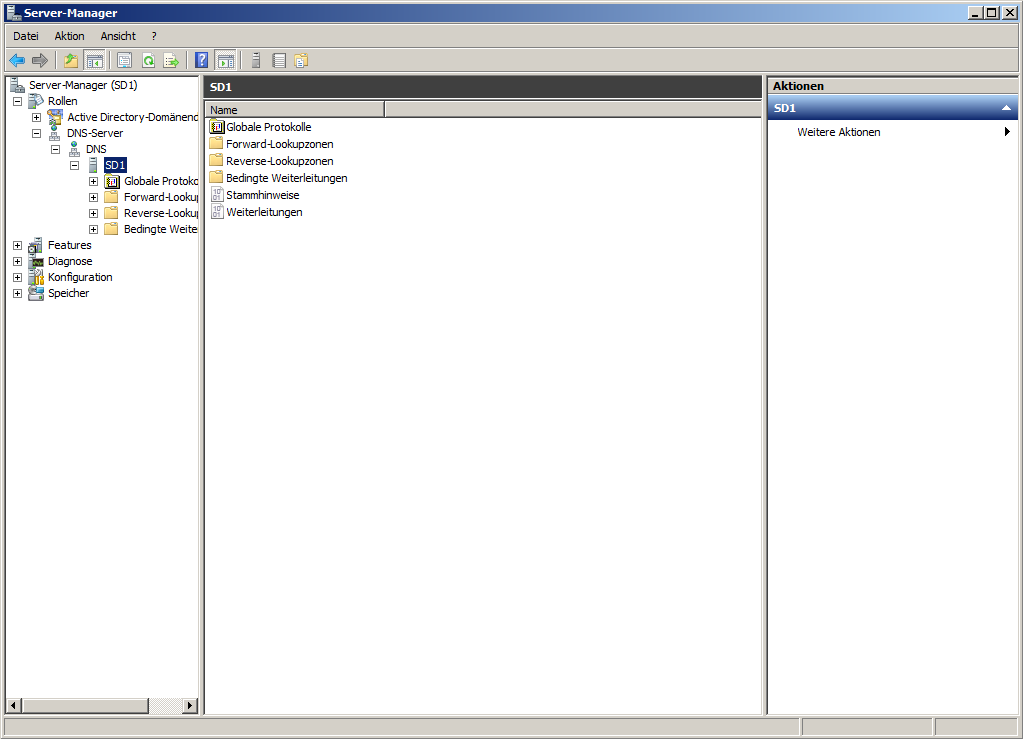 Server-Manager
Datei Aktion Ansicht ?
Server-Manager (SD1)
Rollen
Active Directory-Domänend
DNS-Server
DNS
SD1
Globale Protoko
Forward-Looku
Reverse-Looku
Bedingte Weite
Features
Diagnose
Konfiguration
Speicher
SD1
Name
Globale Protokolle
Forward-Lookupzonen
Reverse-Lookupzonen
Bedingte Weiterleitungen
Stammhinweise
Weiterleitungen
Aktionen
SD1
Weitere Aktionen